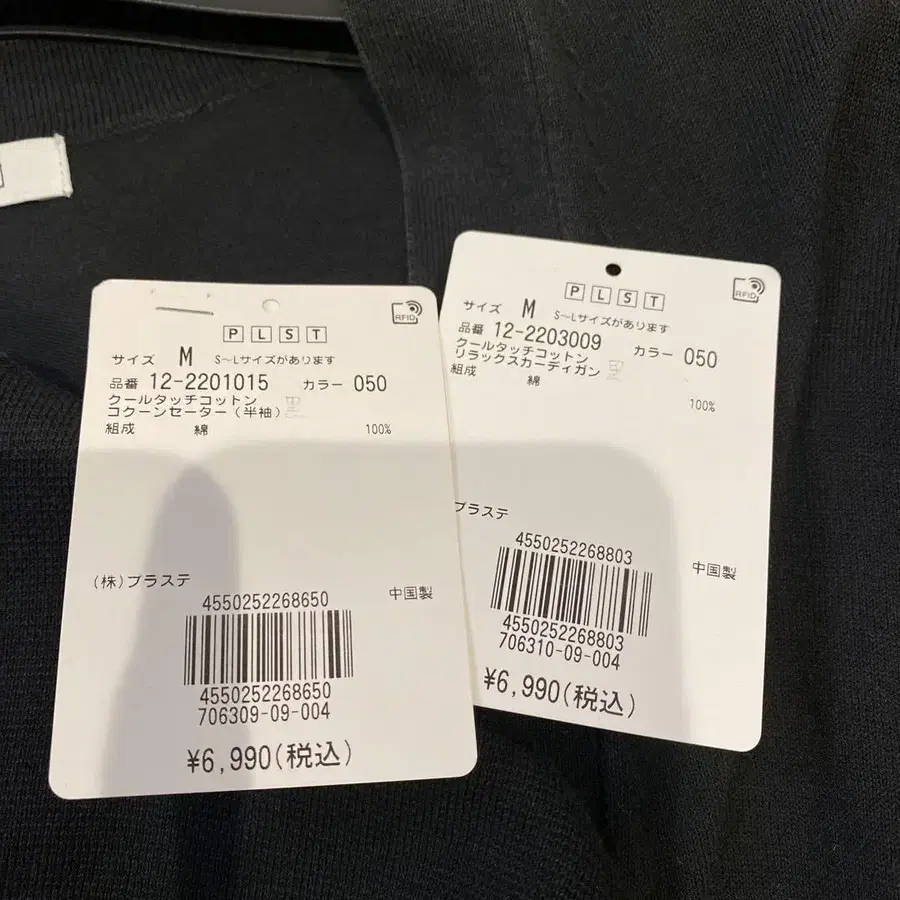 PLST
RFID
サイズ M S～Lサイズがあります
品番 12-2201015 カラー 050
クールタッチコットン
コクーンセーター(半袖) 黒
組成 綿 100%
(株)プラステ
中国製
4550252268650
4550252268650
706309-09-004
¥6,990(税込)
PLST
RFID
サイズ M S～Lサイズがあります
品番 12-2203009 カラー 050
クールタッチコットン
リラックスカーディガン 黒
組成 綿 100%
プラステ
中国製
4550252268803
4550252268803
706310-09-004
¥6,990(税込)